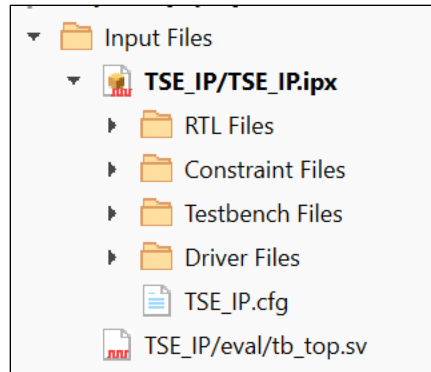 Input Files
TSE_IP/TSE_IP.ipx
RTL Files
Constraint Files
Testbench Files
Driver Files
TSE_IP.cfg
TSE_IP/eval/tb_top.sv